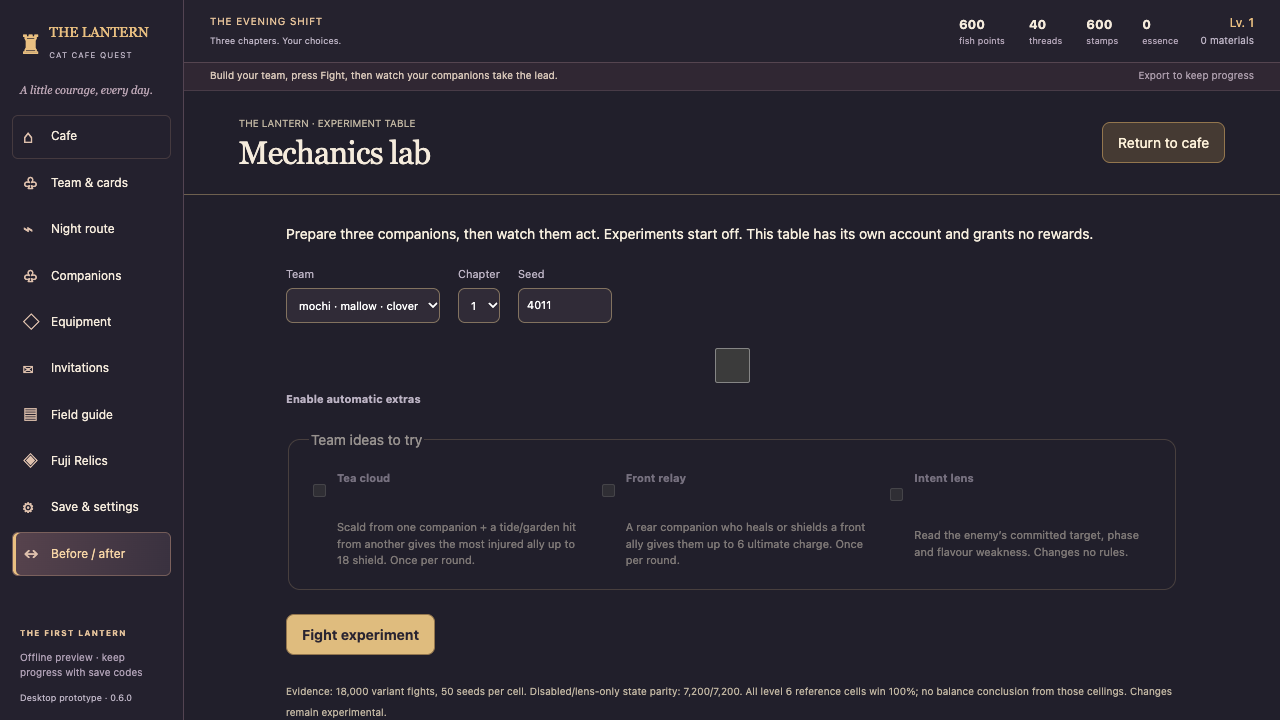 THE LANTERN
CAT CAFE QUEST
A little courage, every day.
Cafe
Team & cards
Night route
Companions
Equipment
Invitations
Field guide
Fuji Relics
Save & settings
Before / after
THE FIRST LANTERN
Offline preview · keep
progress with save codes
Desktop prototype · 0.6.0
THE EVENING SHIFT
Three chapters. Your choices.
600
fish points
40
threads
600
stamps
0
essence
Lv. 1
0 materials
Build your team, press Fight, then watch your companions take the lead.
Export to keep progress
THE LANTERN · EXPERIMENT TABLE
Mechanics lab
Return to cafe
Prepare three companions, then watch them act. Experiments start off. This table has its own account and grants no rewards.
Team
Chapter
Seed
mochi · mallow · clover
1
4011
Enable automatic extras
Team ideas to try
Tea cloud
Scald from one companion + a tide/garden hit
from another gives the most injured ally up to
18 shield. Once per round.
Front relay
A rear companion who heals or shields a front
ally gives them up to 6 ultimate charge. Once
per round.
Intent lens
Read the enemy's committed target, phase
and flavour weakness. Changes no rules.
Fight experiment
Evidence: 18,000 variant fights, 50 seeds per cell. Disabled/lens-only state parity: 7,200/7,200. All level 6 reference cells win 100%; no balance conclusion from those ceilings. Changes
remain experimental.